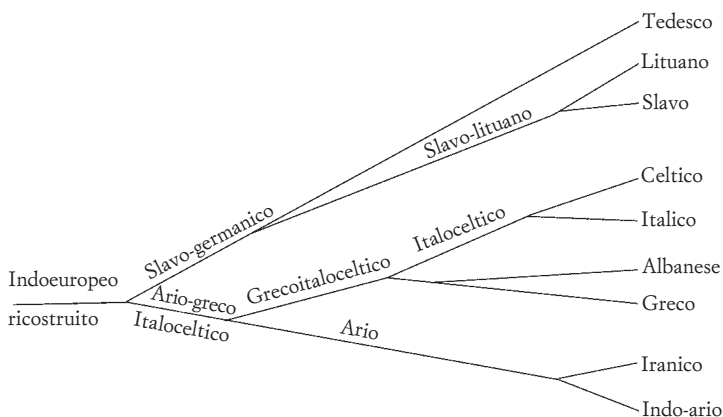 Tedesco
Lituano
Slavo
Slavo-lituano
Celtico
Slavo-germanico
Italoceltico
Italico
Grecoitaloceltico
Albanese
Indoeuropeo
ricostruito
Ario-greco
Italoceltico
Greco
Ario
Iranico
Indo-ario